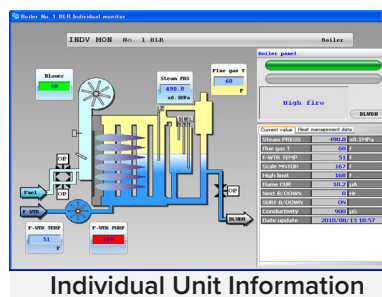 Boiler No. 1 BLR Individual monitor
INDV MON No. 1 BLR Boiler
Boiler panel
High fire
BLWDN
Blower
ON
Steam PRS
490.0
x0.1MPa
Flue gas T
60
F
OP
OP
Fuel
F-WTR
F-WTR TEMP
51
F
F-WTR PUMP
OFF
OP
BLWDN
Current value Heat management data
Steam PRESS 490.0 x0.1MPa
Flue gas T 60 F
F-WTR TEMP 51 F
Scale MNTOR 167 F
High limit 160 F
Flame CUR 10.2 μA
Next B/DOWN 0 Hr
SURF B/DOWN ON
Conductivity 900 μS
Date update 2010/08/13 18:57
Individual Unit Information